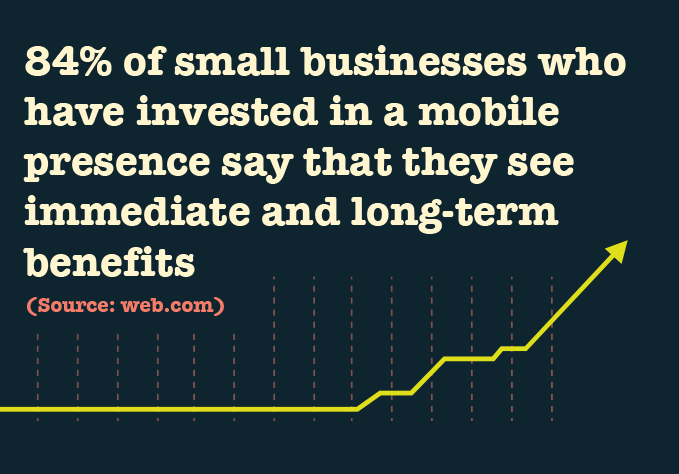 84% of small businesses who
have invested in a mobile
presence say that they see
immediate and long-term
benefits
(Source: web.com)